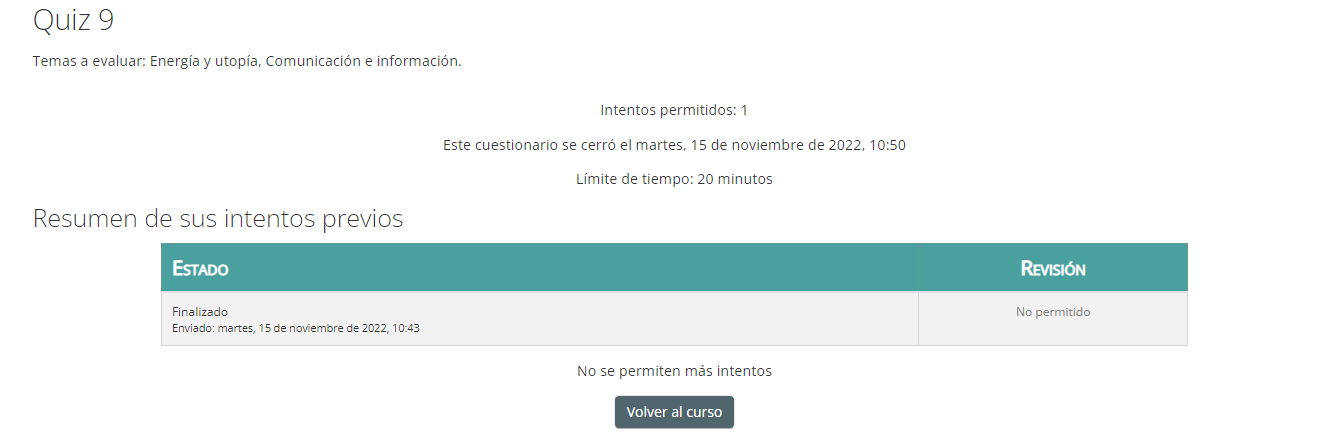 Quiz 9
Temas a evaluar: Energía y utopía, Comunicación e información.
Intentos permitidos: 1
Este cuestionario se cerró el martes, 15 de noviembre de 2022, 10:50
Límite de tiempo: 20 minutos
Resumen de sus intentos previos
Estado Revisión
Finalizado No permitido
Enviado: martes, 15 de noviembre de 2022, 10:43
No se permiten más intentos
Volver al curso